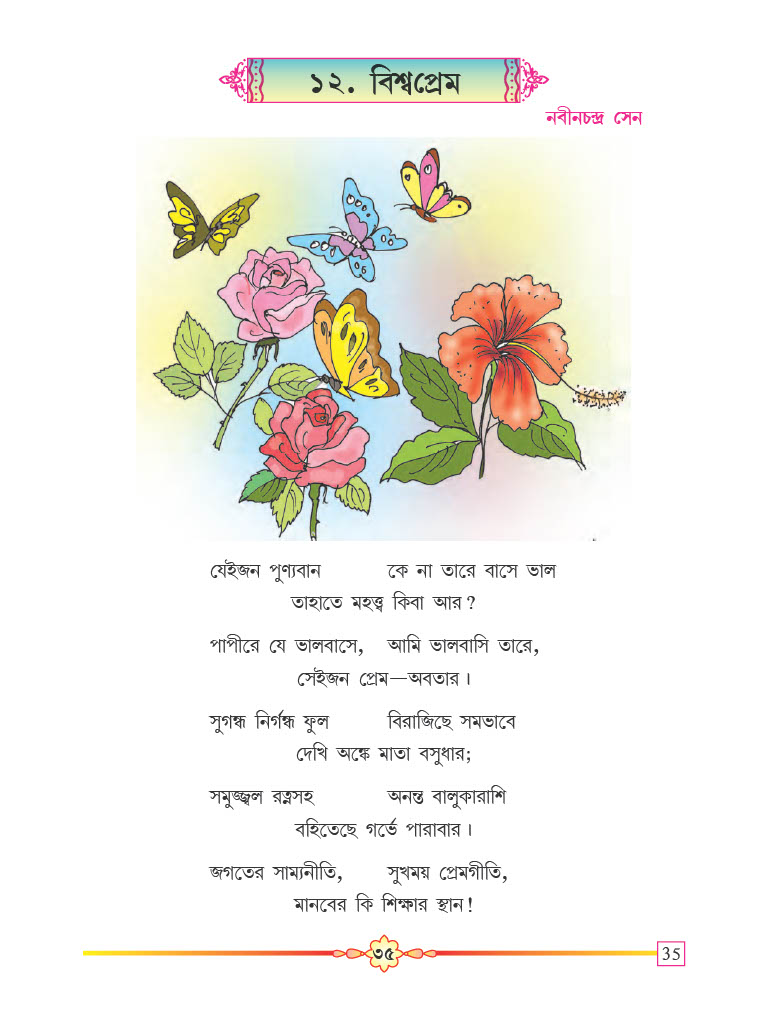 ১২. বিশ্বপ্রেম
নবীনচন্দ্র সেন
যেইজন পুণ্যবান কে না তারে বাসে ভাল
তাহাতে মহত্ত্ব কিবা আর?
পাপীরে যে ভালবাসে, আমি ভালবাসি তারে,
সেইজন প্রেম—অবতার।
সুগন্ধ নির্গন্ধ ফুল বিরাজিছে সমভাবে
দেখি অঙ্কে মাতা বসুধার;
সমুজ্জ্বল রত্নসহ অনন্ত বালুকারাশি
বহিতেছে গর্ভে পারাবার।
জগতের সাম্যনীতি, সুখময় প্রেমগীতি,
মানবের কি শিক্ষার স্থান!
৩৫
35